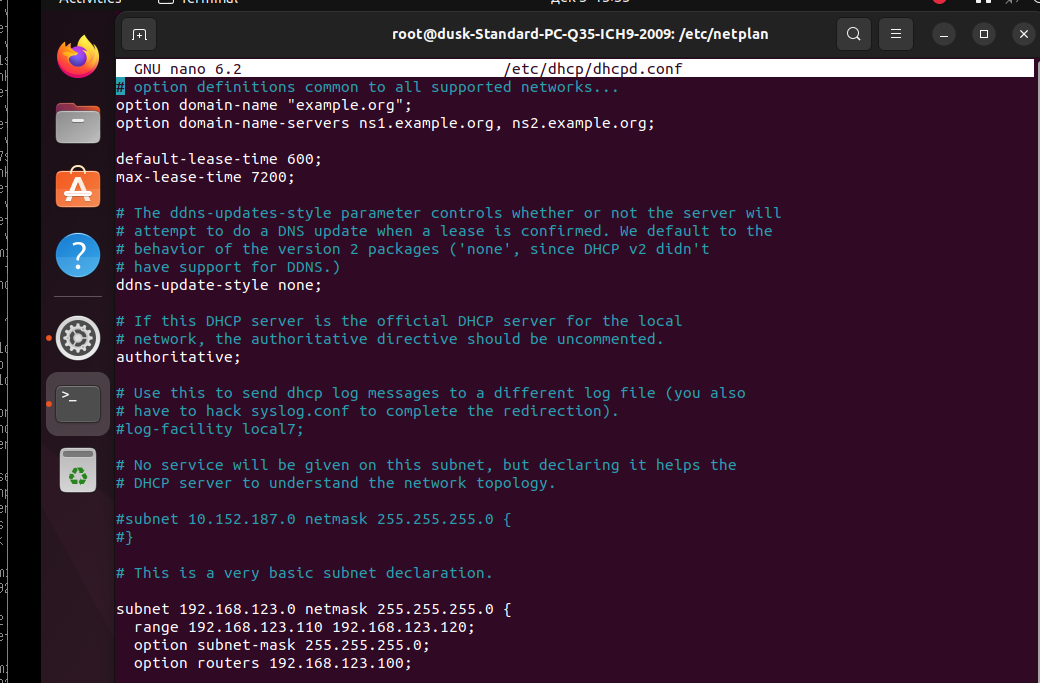 Activities
Terminal
root@dusk-Standard-PC-Q35-ICH9-2009: /etc/netplan
GNU nano 6.2 /etc/dhcp/dhcpd.conf
# option definitions common to all supported networks...
option domain-name "example.org";
option domain-name-servers ns1.example.org, ns2.example.org;
default-lease-time 600;
max-lease-time 7200;
# The ddns-updates-style parameter controls whether or not the server will
# attempt to do a DNS update when a lease is confirmed. We default to the
# behavior of the version 2 packages ('none', since DHCP v2 didn't
# have support for DDNS.)
ddns-update-style none;
# If this DHCP server is the official DHCP server for the local
# network, the authoritative directive should be uncommented.
authoritative;
# Use this to send dhcp log messages to a different log file (you also
# have to hack syslog.conf to complete the redirection).
#log-facility local7;
# No service will be given on this subnet, but declaring it helps the
# DHCP server to understand the network topology.
#subnet 10.152.187.0 netmask 255.255.255.0 {
#}
# This is a very basic subnet declaration.
subnet 192.168.123.0 netmask 255.255.255.0 {
range 192.168.123.110 192.168.123.120;
option subnet-mask 255.255.255.0;
option routers 192.168.123.100;